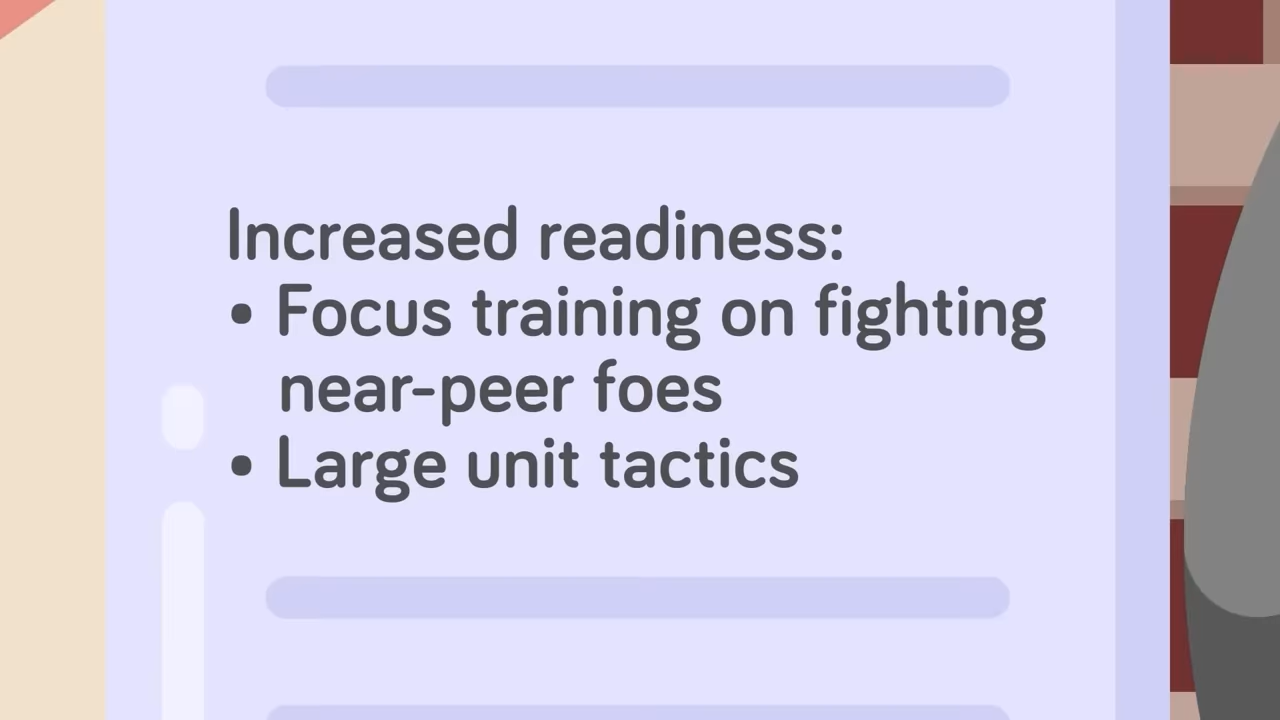 Increased readiness:
• Focus training on fighting
near-peer foes
• Large unit tactics